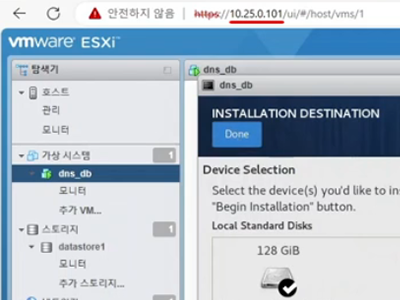 안전하지 않음 | https://10.25.0.101/ui/#/host/vms/1
vmware ESXi™
탐색기
호스트
관리
모니터
가상 시스템 1
dns_db
모니터
추가 VM...
스토리지 1
datastore1
모니터
추가 스토리지...
dns_db
dns_db
INSTALLATION DESTINATION
Done
Device Selection
Select the device(s) you'd like to in
"Begin Installation" button.
Local Standard Disks
128 GiB